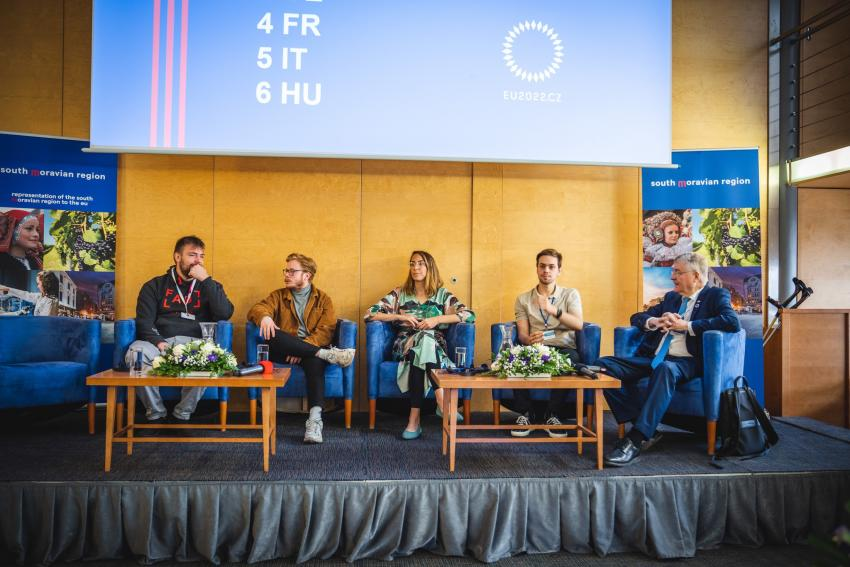 4 FR
5 IT
6 HU
EU2022.CZ
south moravian region
representation of the south
moravian region to the eu
south moravian region